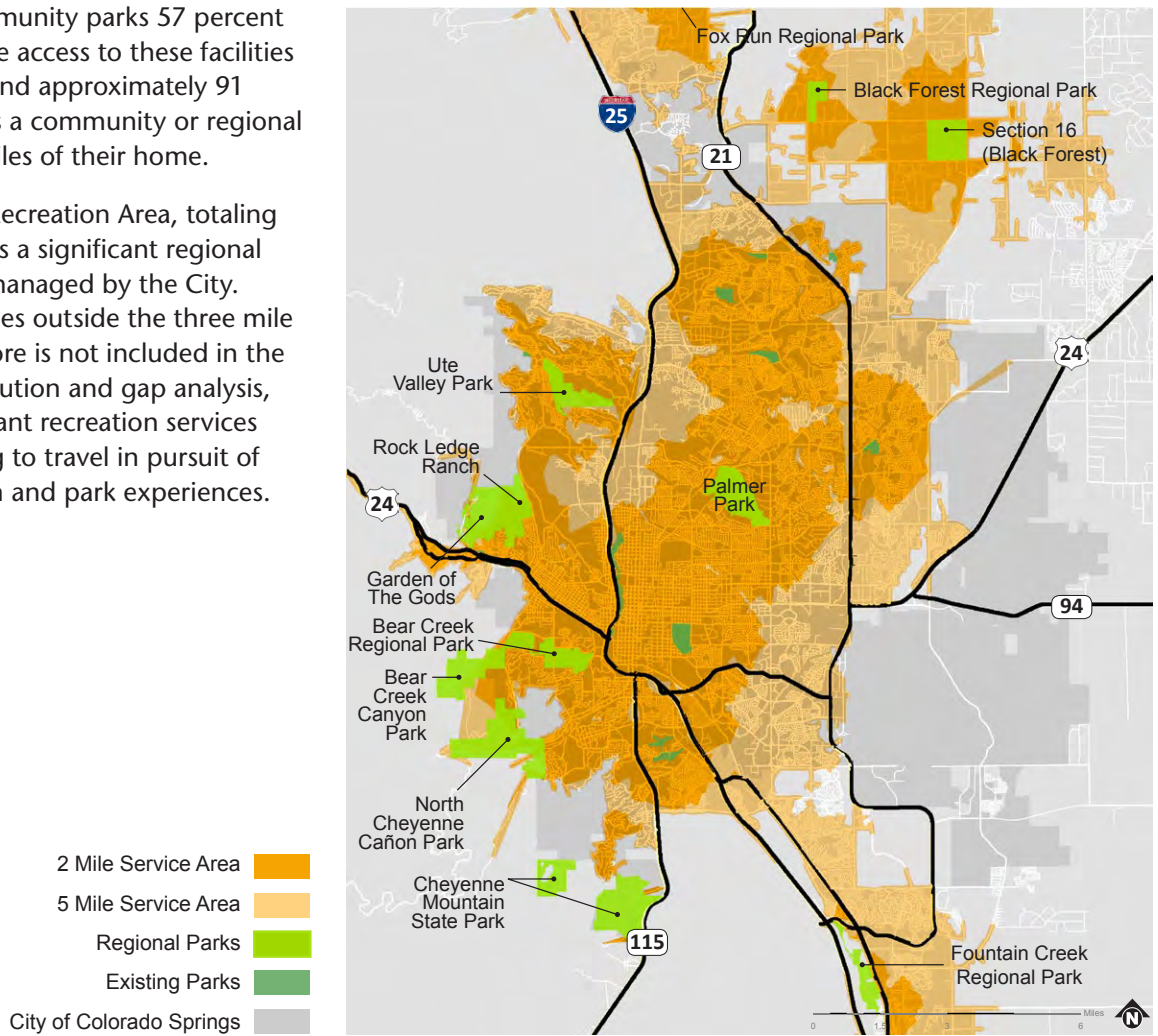 munity parks 57 percent
e access to these facilities
nd approximately 91
s a community or regional
iles of their home.
Recreation Area, totaling
s a significant regional
managed by the City.
es outside the three mile
ore is not included in the
ution and gap analysis,
ant recreation services
g to travel in pursuit of
n and park experiences.
Fox Run Regional Park
Black Forest Regional Park
25
Section 16
(Black Forest)
21
24
Ute
Valley Park
Rock Ledge
Ranch
Palmer
Park
24
Garden of
The Gods
94
Bear Creek
Regional Park
Bear
Creek
Canyon
Park
North
Cheyenne
Cañon Park
Cheyenne
Mountain
State Park
115
Fountain Creek
Regional Park
2 Mile Service Area
5 Mile Service Area
Regional Parks
Existing Parks
City of Colorado Springs
Miles
0 1.5 3 6
N